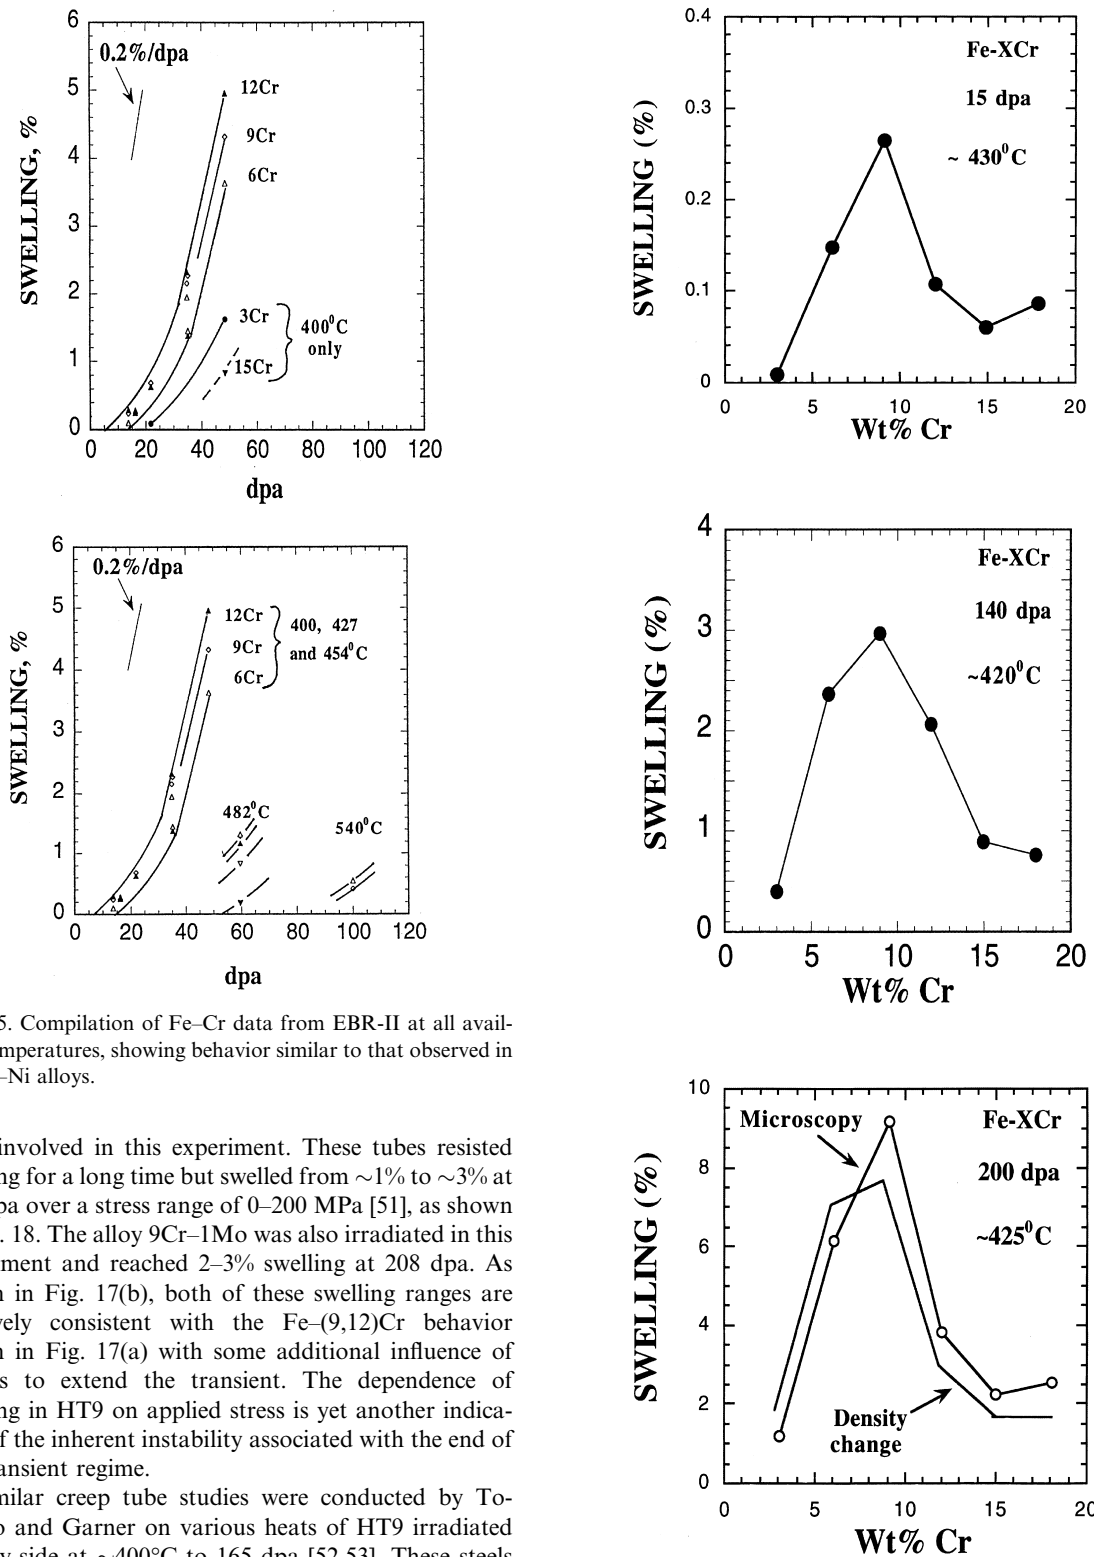 6
0.2%/dpa
5
12Cr
9Cr
4
6Cr
3
SWELLING, %
2
3Cr
400⁰C
only
1
15Cr
0
0 20 40 60 80 100 120
dpa
6
0.2%/dpa
5
12Cr
400, 427
9Cr
and 454⁰C
4
6Cr
3
SWELLING, %
2
482⁰C
540⁰C
1
0
0 20 40 60 80 100 120
dpa
5. Compilation of Fe–Cr data from EBR-II at all avail-
mperatures, showing behavior similar to that observed in
–Ni alloys.
involved in this experiment. These tubes resisted
ng for a long time but swelled from ~1% to ~3% at
pa over a stress range of 0–200 MPa [51], as shown
. 18. The alloy 9Cr–1Mo was also irradiated in this
ment and reached 2–3% swelling at 208 dpa. As
n in Fig. 17(b), both of these swelling ranges are
vely consistent with the Fe–(9,12)Cr behavior
n in Fig. 17(a) with some additional influence of
s to extend the transient. The dependence of
ng in HT9 on applied stress is yet another indica-
f the inherent instability associated with the end of
ansient regime.
milar creep tube studies were conducted by To-
o and Garner on various heats of HT9 irradiated
y side at ~400°C to 165 dpa [52,53]. These steels
0.4
Fe-XCr
15 dpa
0.3
~ 430⁰C
SWELLING (%)
0.2
0.1
0
0 5 10 15 20
Wt% Cr
4
Fe-XCr
140 dpa
3
~420⁰C
SWELLING (%)
2
1
0
0 5 10 15 20
Wt% Cr
10
Microscopy
Fe-XCr
8
200 dpa
~425⁰C
6
SWELLING (%)
4
2
Density
change
0
0 5 10 15 20
Wt% Cr